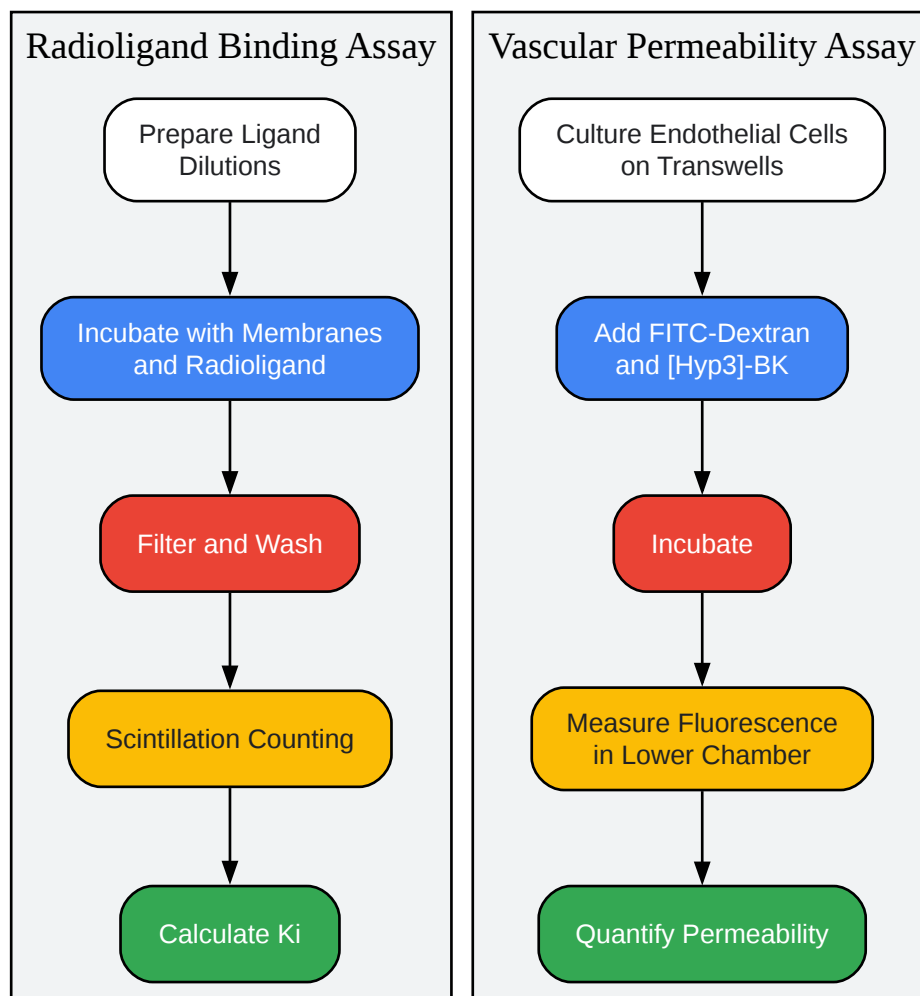 Radioligand Binding Assay
Prepare Ligand
Dilutions
Incubate with Membranes
and Radioligand
Filter and Wash
Scintillation Counting
Calculate Ki
Vascular Permeability Assay
Culture Endothelial Cells
on Transwells
Add FITC-Dextran
and [Hyp3]-BK
Incubate
Measure Fluorescence
in Lower Chamber
Quantify Permeability